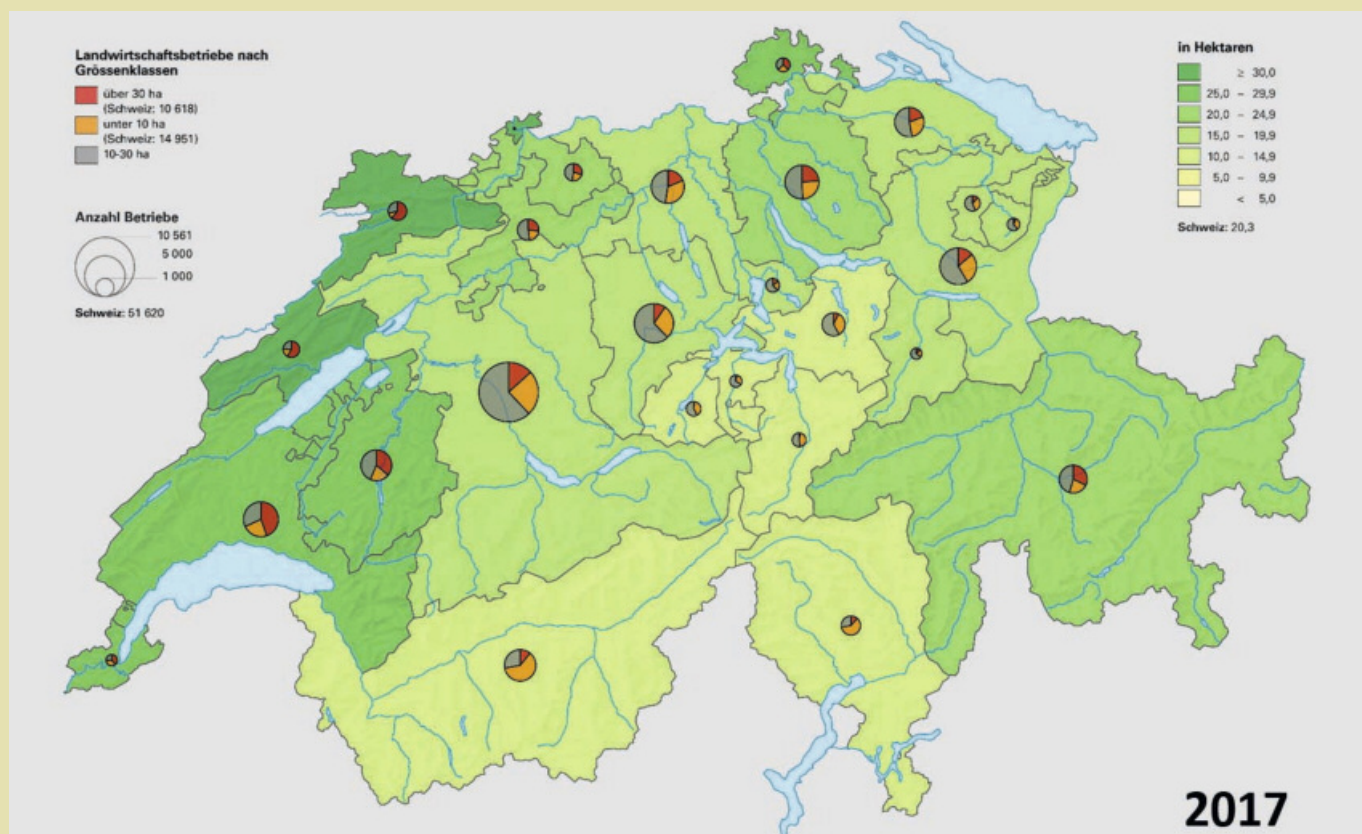 Landwirtschaftsbetriebe nach
Grössenklassen
über 30 ha
(Schweiz: 10 618)
unter 10 ha
(Schweiz: 14 951)
10-30 ha
Anzahl Betriebe
10 561
5 000
1 000
Schweiz: 51 620
in Hektaren
≥ 30,0
25,0 – 29,9
20,0 – 24,9
15,0 – 19,9
10,0 – 14,9
5,0 – 9,9
< 5,0
Schweiz: 20,3
2017